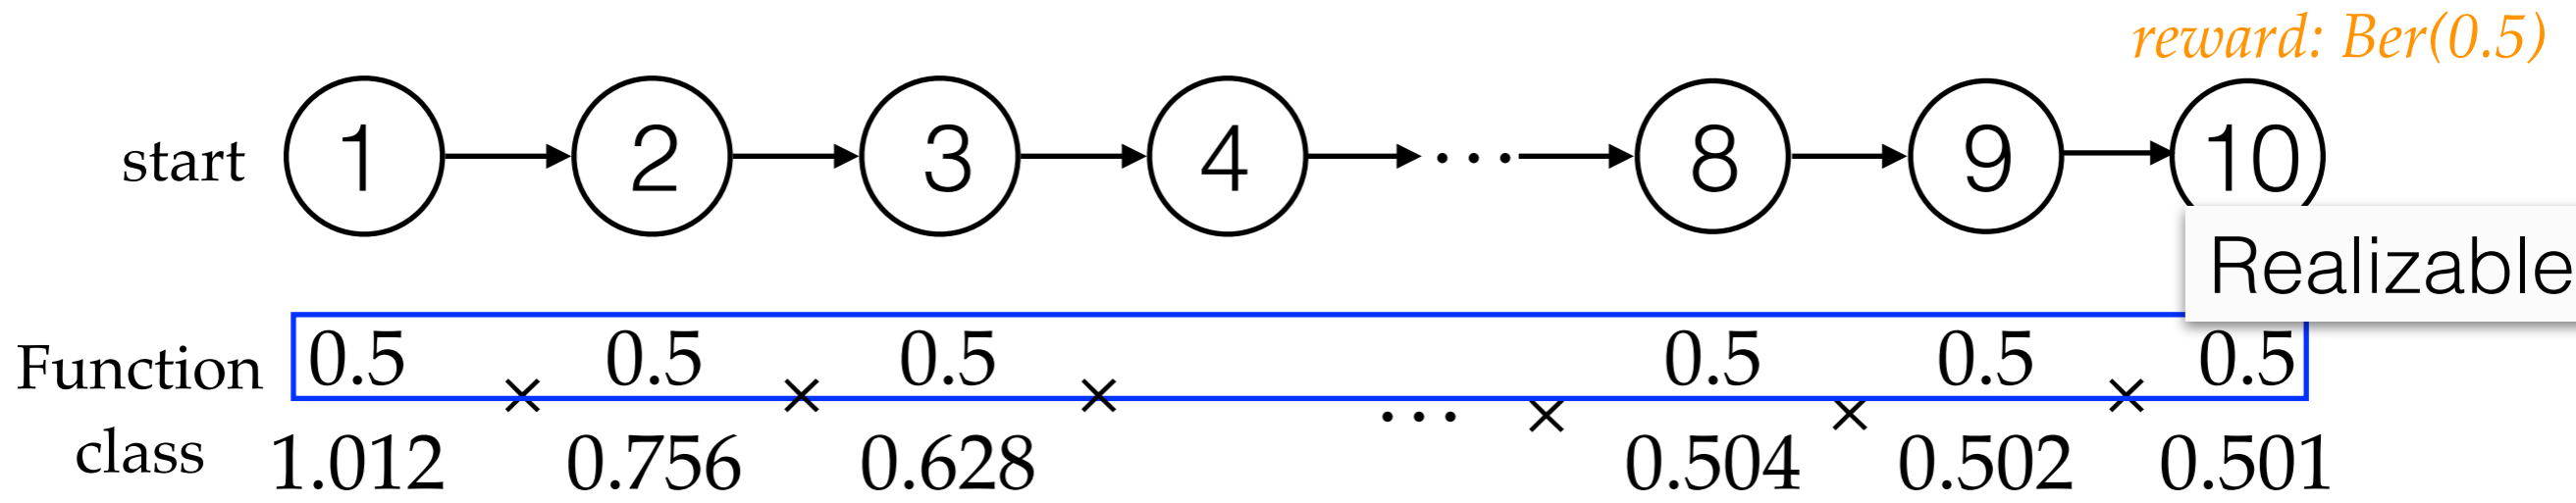 reward: Ber(0.5)
start 1 2 3 4 ... 8 9 10
Realizable
Function 0.5 × 0.5 × 0.5 × ... × 0.5 × 0.5 × 0.5
class 1.012 0.756 0.628 0.504 0.502 0.501